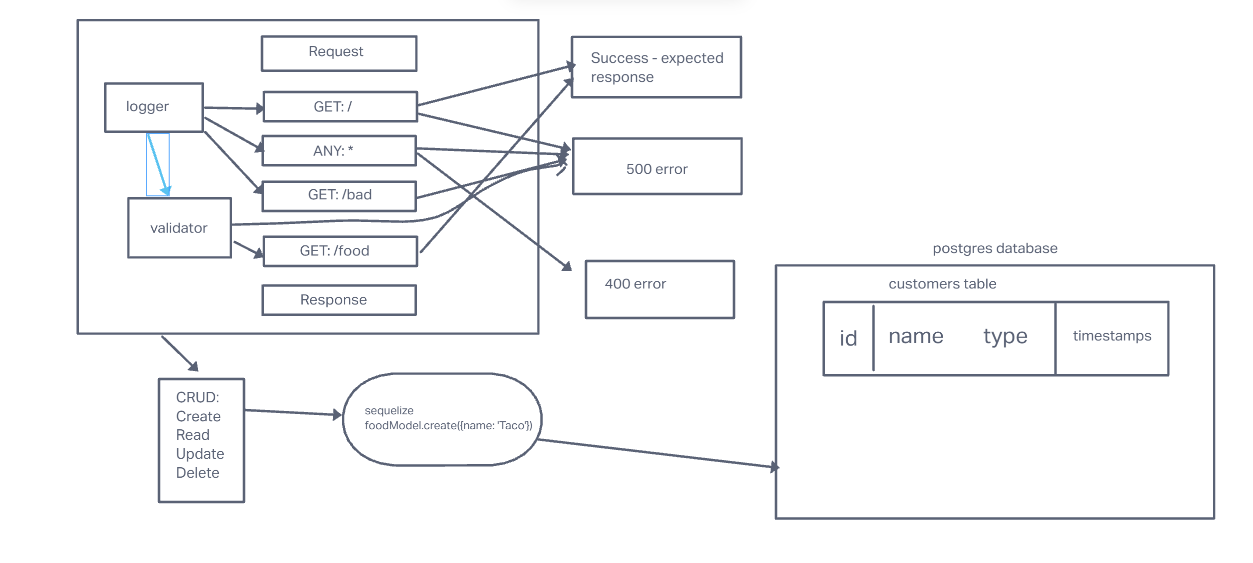 Request
Success - expected
response
logger
GET: /
ANY: *
500 error
GET: /bad
validator
GET: /food
postgres database
400 error
customers table
Response
id
name
type
timestamps
CRUD:
Create
Read
Update
Delete
sequelize
foodModel.create({name: 'Taco'})